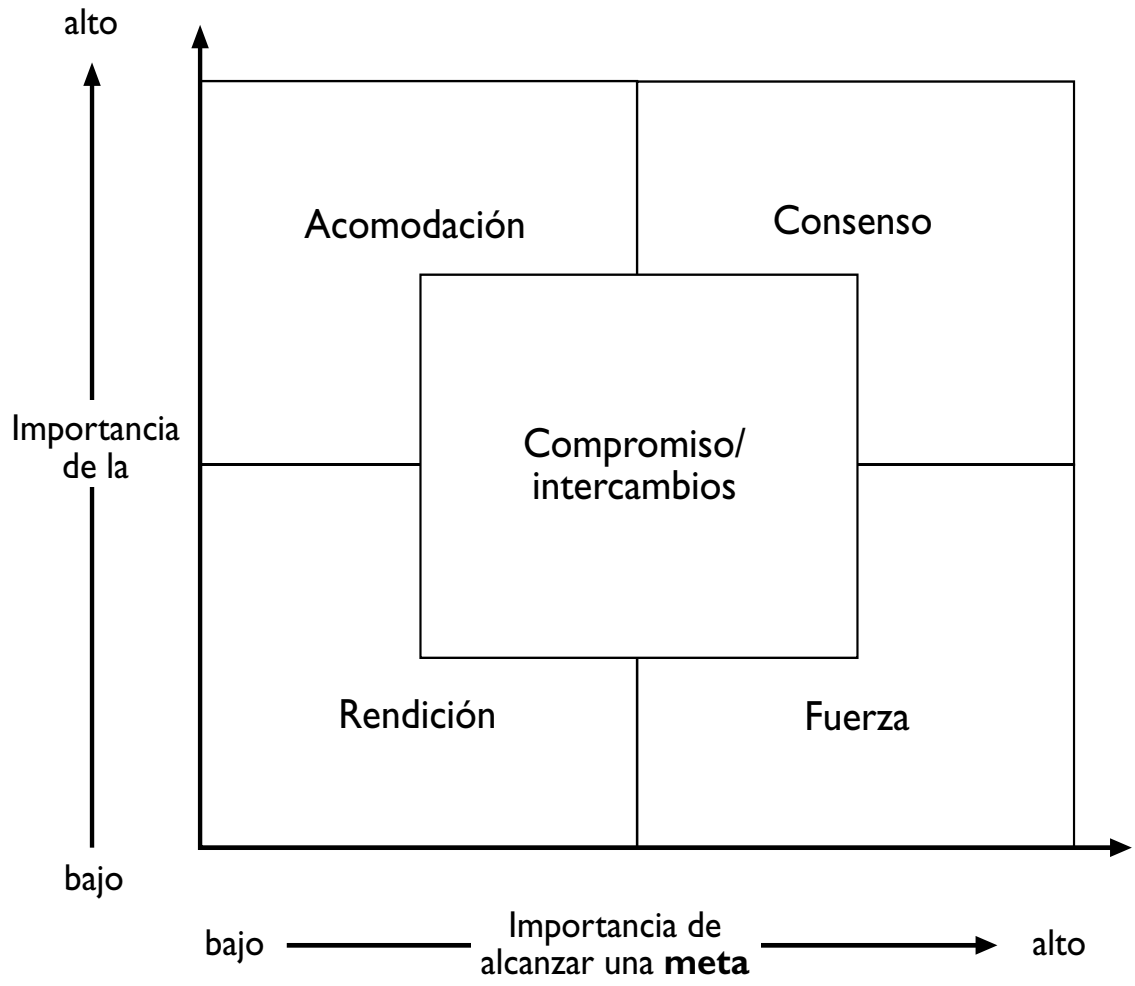 alto
Acomodación
Consenso
Importancia
de la
Compromiso/
intercambios
Rendición
Fuerza
bajo
bajo
Importancia de
alcanzar una meta
alto